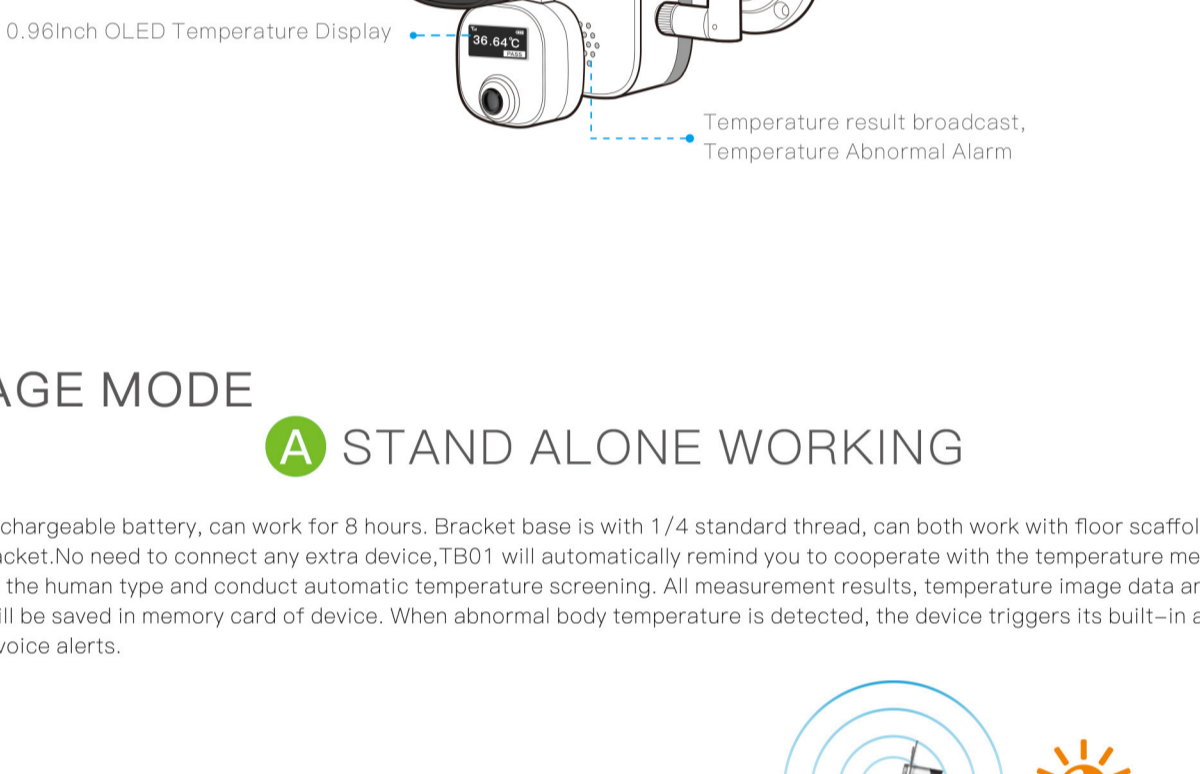 0.96Inch OLED Temperature Display
36.64℃
PASS
Temperature result broadcast,
Temperature Abnormal Alarm
AGE MODE
A STAND ALONE WORKING
chargeable battery, can work for 8 hours. Bracket base is with 1/4 standard thread, can both work with floor scaffol
acket.No need to connect any extra device,TB01 will automatically remind you to cooperate with the temperature me
the human type and conduct automatic temperature screening. All measurement results, temperature image data an
ill be saved in memory card of device. When abnormal body temperature is detected, the device triggers its built-in a
voice alerts.